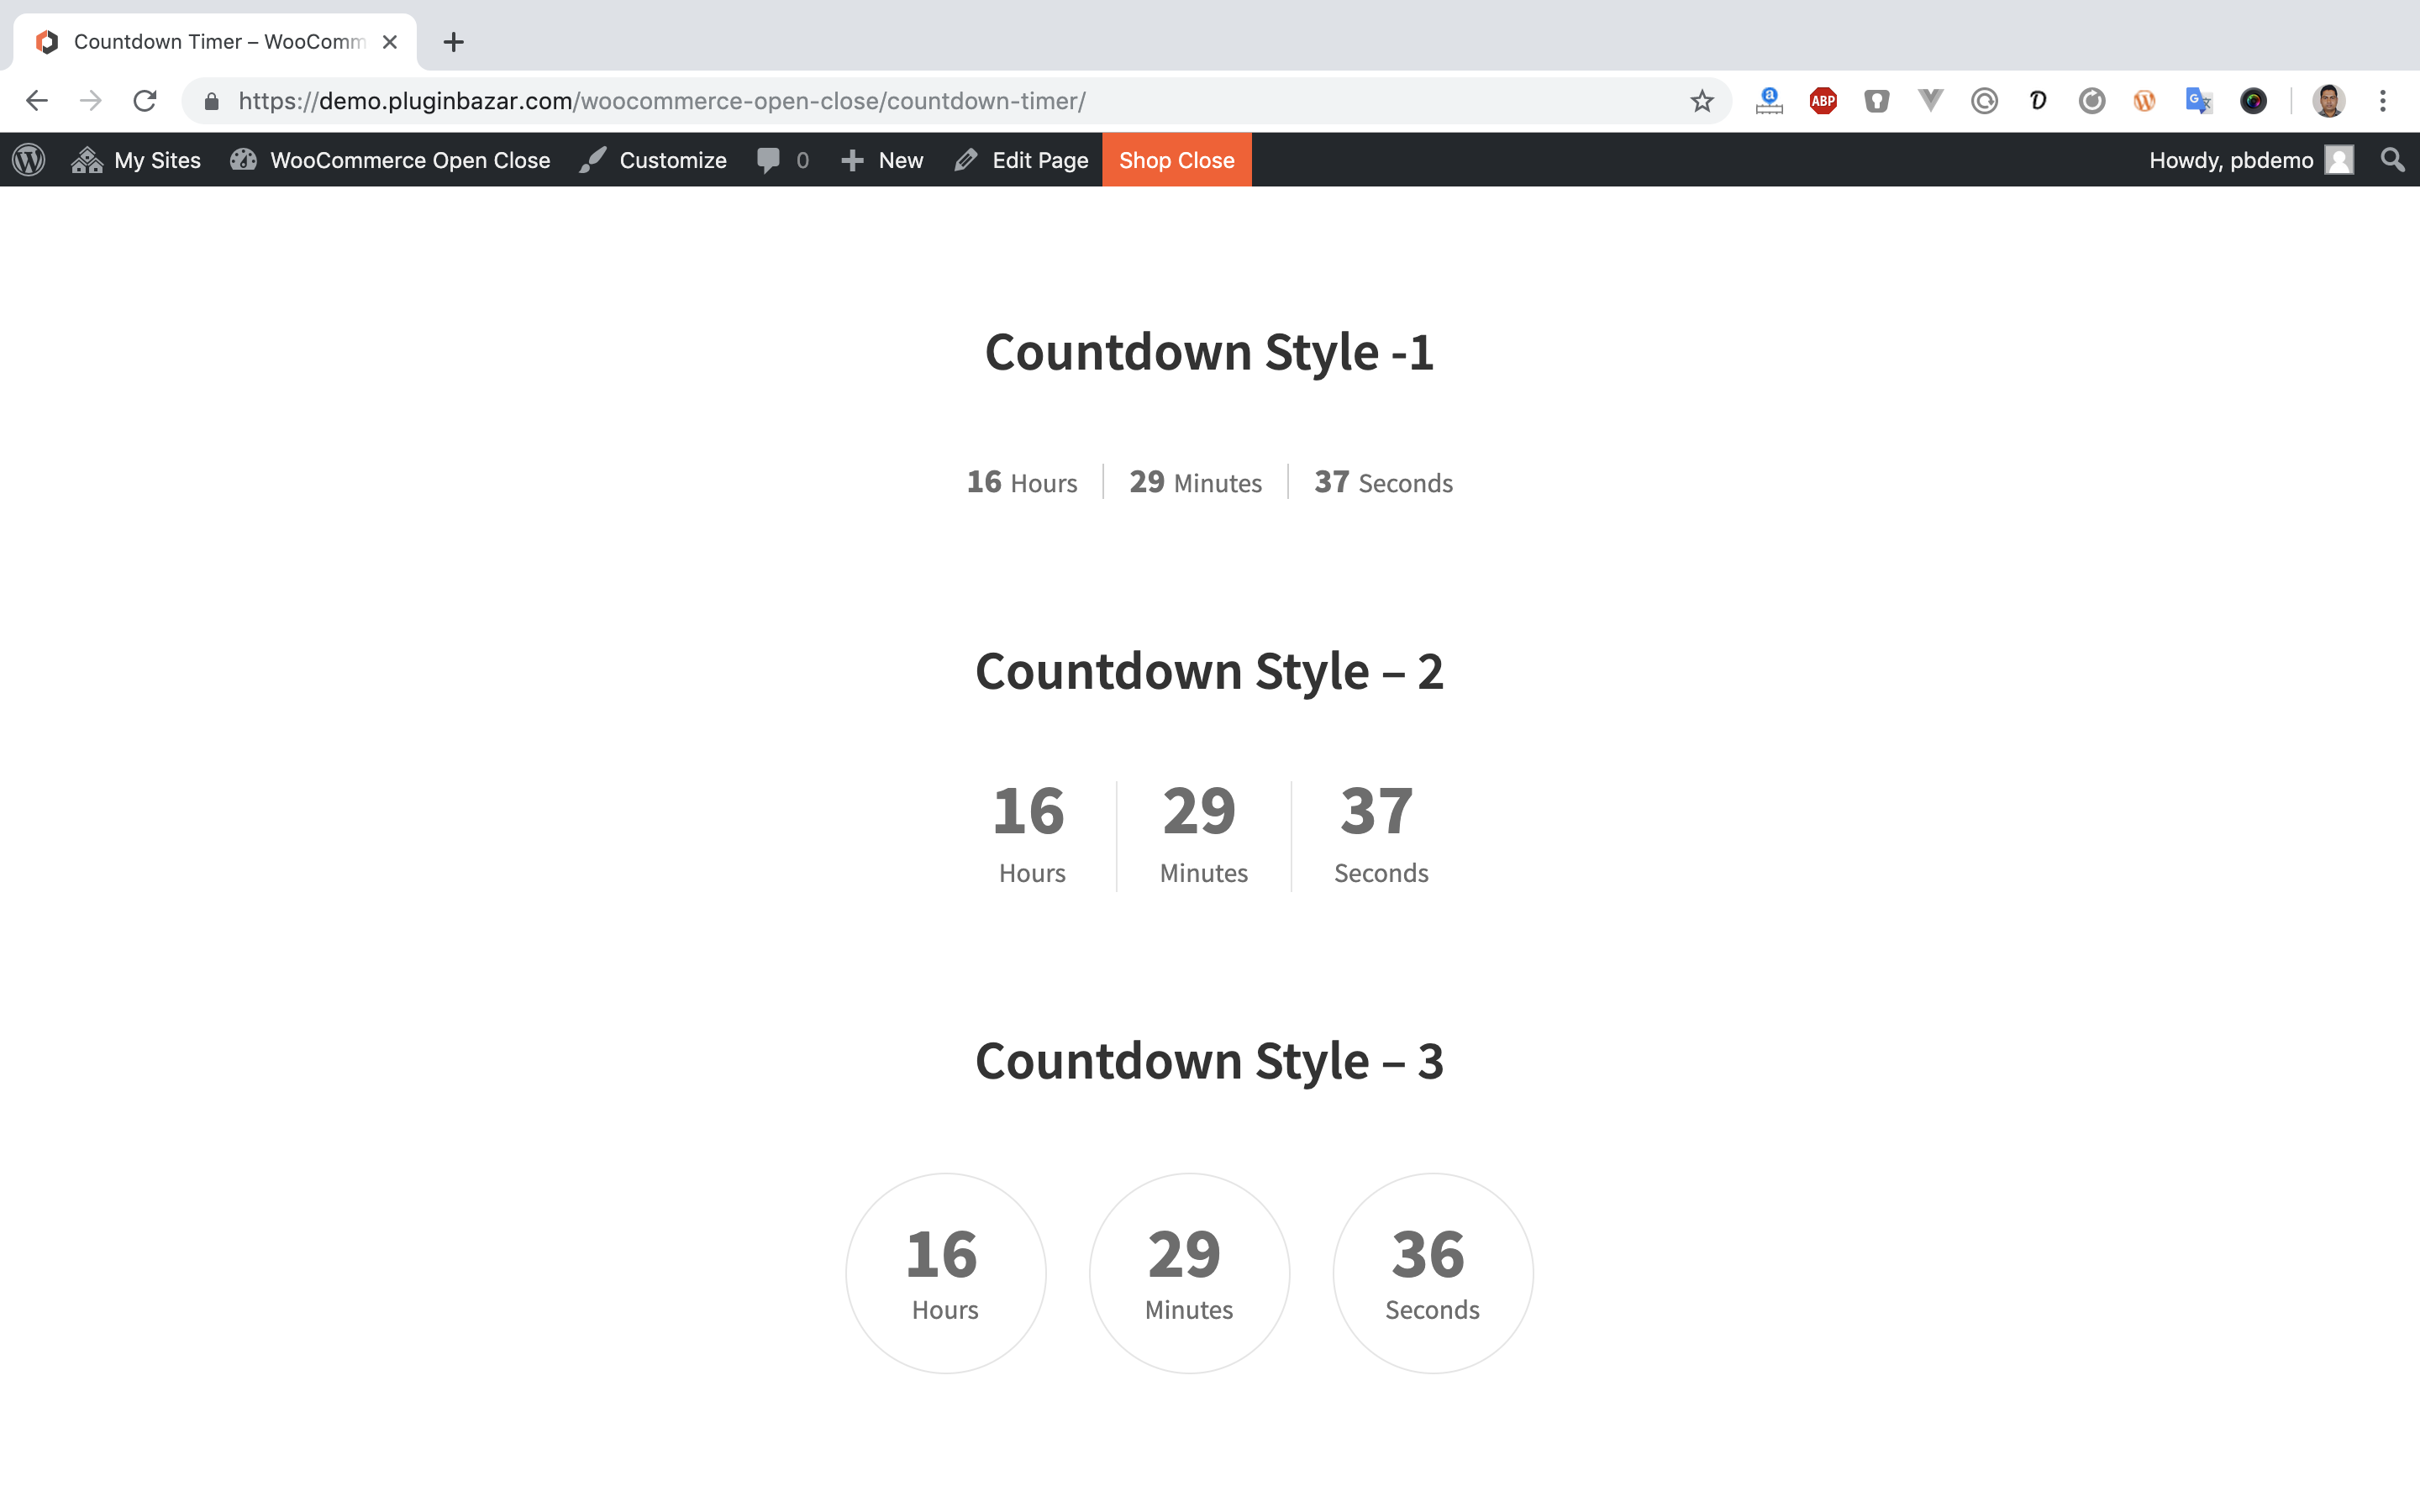 Countdown Timer – WooComm
https://demo.pluginbazar.com/woocommerce-open-close/countdown-timer/
ABP
My Sites WooCommerce Open Close Customize 0 New Edit Page Shop Close Howdy, pbdemo
Countdown Style -1
16 Hours 29 Minutes 37 Seconds
Countdown Style – 2
16 29 37
Hours Minutes Seconds
Countdown Style – 3
16 29 36
Hours Minutes Seconds